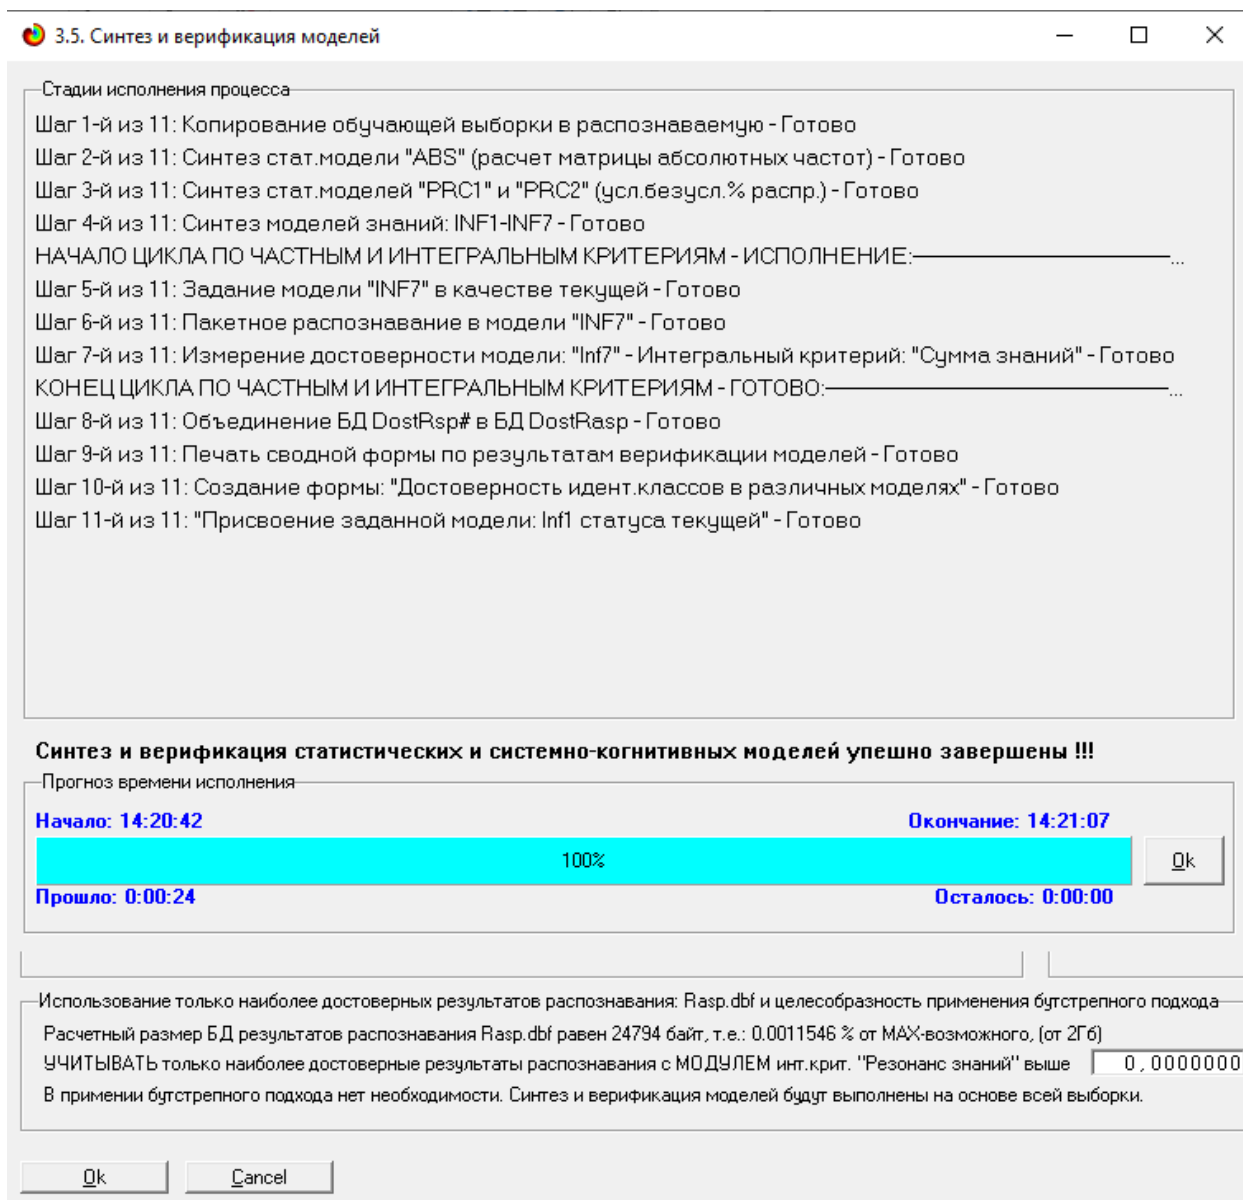 3.5. Синтез и верификация моделей
Стадии исполнения процесса
Шаг 1-й из 11: Копирование обучающей выборки в распознаваемую - Готово
Шаг 2-й из 11: Синтез стат.модели "ABS" (расчет матрицы абсолютных частот) - Готово
Шаг 3-й из 11: Синтез стат.моделей "PRC1" и "PRC2" (усл.безусл.% распр.) - Готово
Шаг 4-й из 11: Синтез моделей знаний: INF1-INF7 - Готово
НАЧАЛО ЦИКЛА ПО ЧАСТНЫМ И ИНТЕГРАЛЬНЫМ КРИТЕРИЯМ - ИСПОЛНЕНИЕ:————————————...
Шаг 5-й из 11: Задание модели "INF7" в качестве текущей - Готово
Шаг 6-й из 11: Пакетное распознавание в модели "INF7" - Готово
Шаг 7-й из 11: Измерение достоверности модели: "Inf7" - Интегральный критерий: "Сумма знаний" - Готово
КОНЕЦ ЦИКЛА ПО ЧАСТНЫМ И ИНТЕГРАЛЬНЫМ КРИТЕРИЯМ - ГОТОВО:————————————————...
Шаг 8-й из 11: Объединение БД DostRsp# в БД DostRasp - Готово
Шаг 9-й из 11: Печать сводной формы по результатам верификации моделей - Готово
Шаг 10-й из 11: Создание формы: "Достоверность идент.классов в различных моделях" - Готово
Шаг 11-й из 11: "Присвоение заданной модели: Inf1 статуса текущей" - Готово
Синтез и верификация статистических и системно-когнитивных моделей упешно завершены !!!
Прогноз времени исполнения
Начало: 14:20:42 Окончание: 14:21:07
100% Ok
Прошло: 0:00:24 Осталось: 0:00:00
Использование только наиболее достоверных результатов распознавания: Rasp.dbf и целесобразность применения бутстрепного подхода
Расчетный размер БД результатов распознавания Rasp.dbf равен 24794 байт, т.е.: 0.0011546 % от MAX-возможного, (от 2Гб)
УЧИТЫВАТЬ только наиболее достоверные результаты распознавания с МОДУЛЕМ инт.крит. "Резонанс знаний" выше 0,0000000
В примении бутстрепного подхода нет необходимости. Синтез и верификация моделей будут выполнены на основе всей выборки.
Ok Cancel